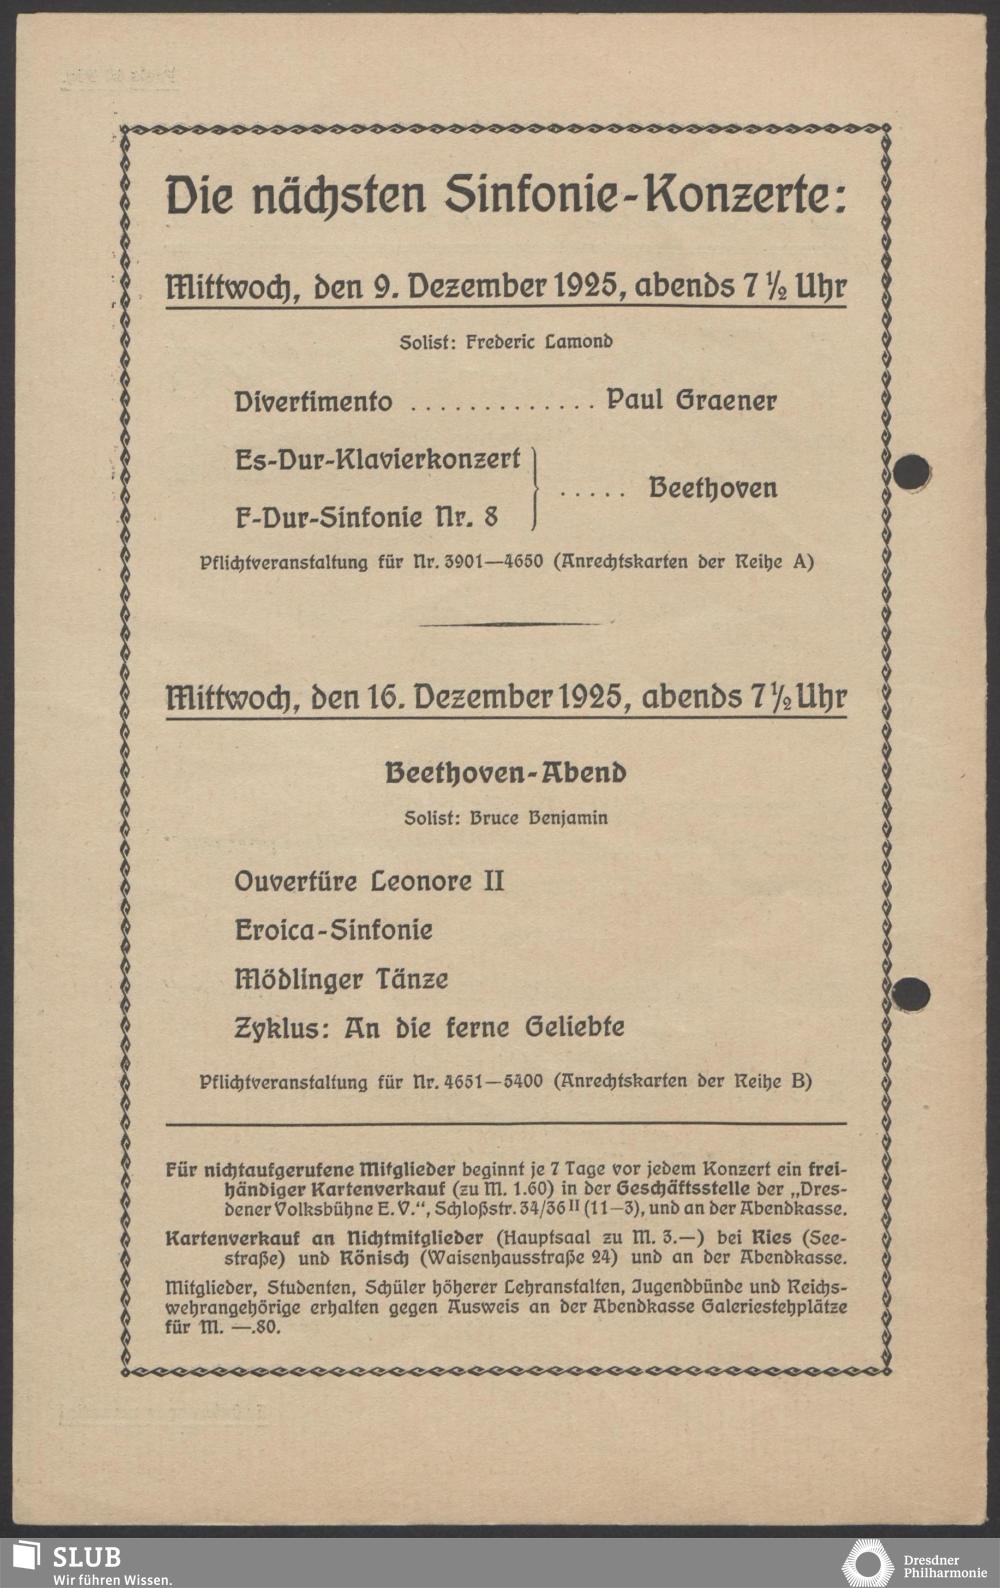 Die nächsten Sinfonie-Konzerte:
Mittwoch, den 9. Dezember 1925, abends 7 ½ Uhr
Solist: Frederic Lamond
Divertimento ............. Paul Graener
Es-Dur-Klavierkonzert
F-Dur-Sinfonie Nr. 8
..... Beethoven
Pflichtveranstaltung für Nr. 3901—4650 (Anrechtskarten der Reihe A)
Mittwoch, den 16. Dezember 1925, abends 7 ½ Uhr
Beethoven-Abend
Solist: Bruce Benjamin
Ouvertüre Leonore II
Eroica-Sinfonie
Mödlinger Tänze
Zyklus: An die ferne Geliebte
Pflichtveranstaltung für Nr. 4651—5400 (Anrechtskarten der Reihe B)
Für nichtaufgerufene Mitglieder beginnt je 7 Tage vor jedem Konzert ein frei-
händiger Kartenverkauf (zu M. 1.60) in der Geschäftsstelle der „Dres-
dener Volksbühne E. V.“, Schloßstr. 34/36 II (11—3), und an der Abendkasse.
Kartenverkauf an Nichtmitglieder (Hauptsaal zu M. 3.—) bei Ries (See-
straße) und Rönisch (Waisenhausstraße 24) und an der Abendkasse.
Mitglieder, Studenten, Schüler höherer Lehranstalten, Jugendbünde und Reichs-
wehrangehörige erhalten gegen Ausweis an der Abendkasse Galeriestehplätze
für M. —.80.
SLUB
Wir führen Wissen.
Dresdner
Philharmonie